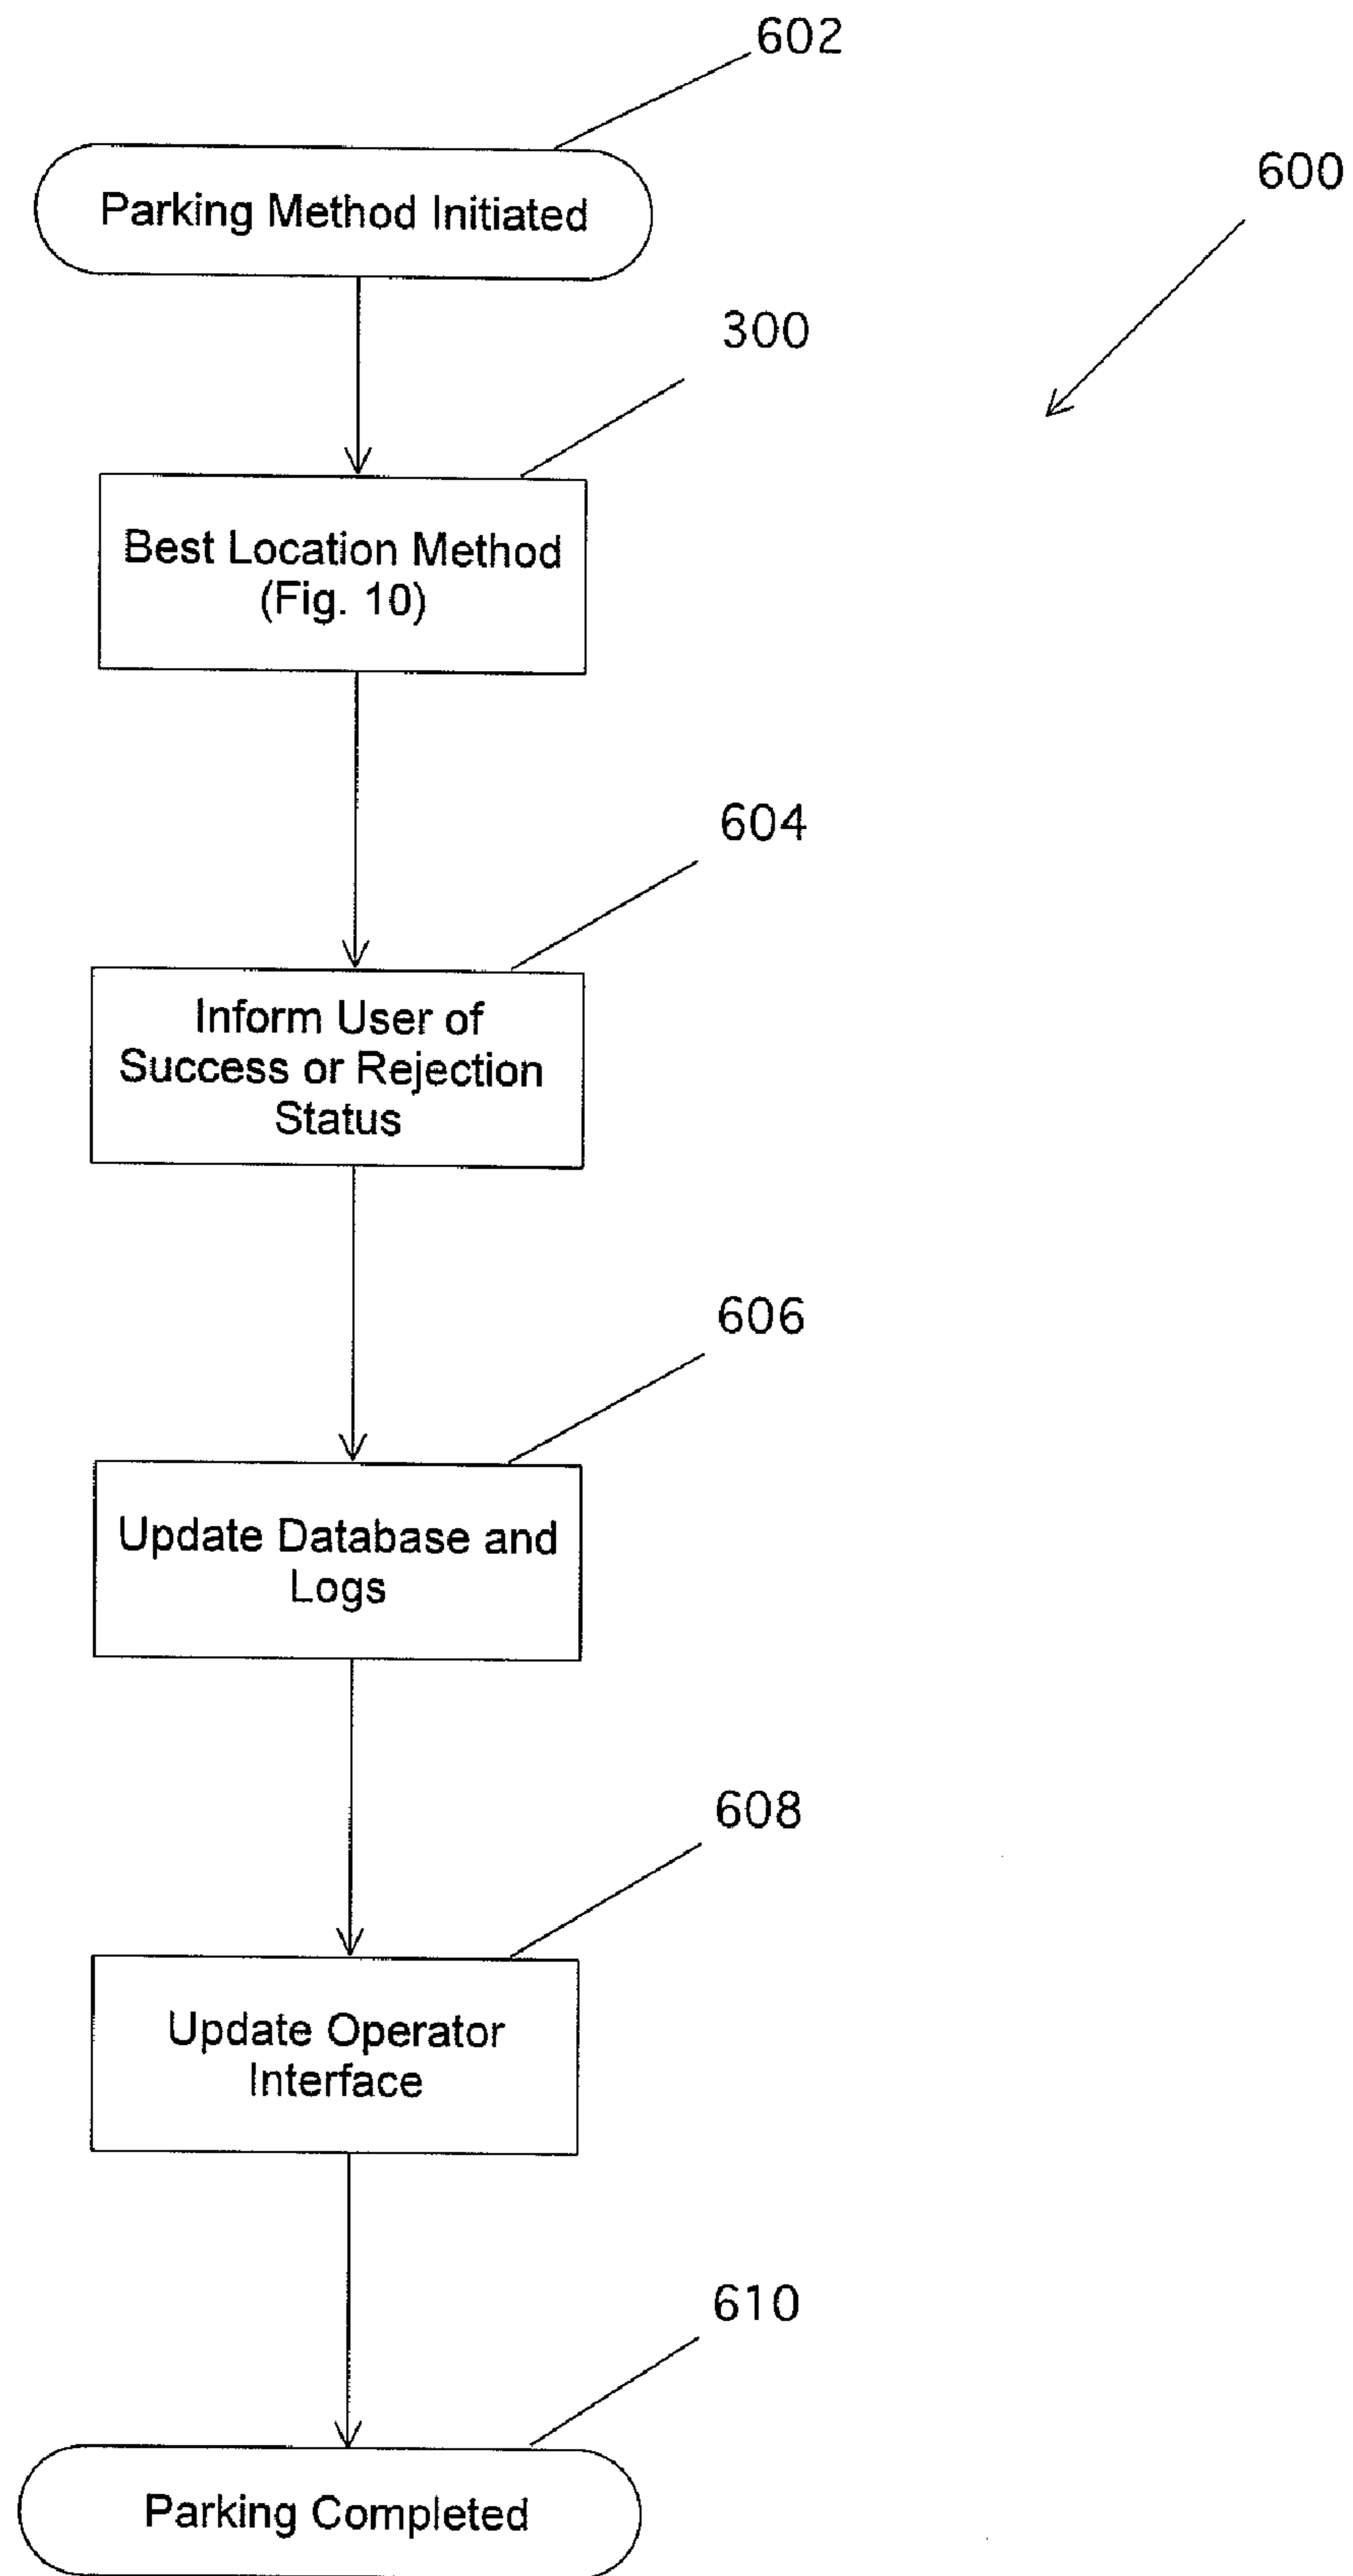 602
600
Parking Method Initiated
300
Best Location Method
(Fig. 10)
604
Inform User of
Success or Rejection
Status
606
Update Database and
Logs
608
Update Operator
Interface
610
Parking Completed